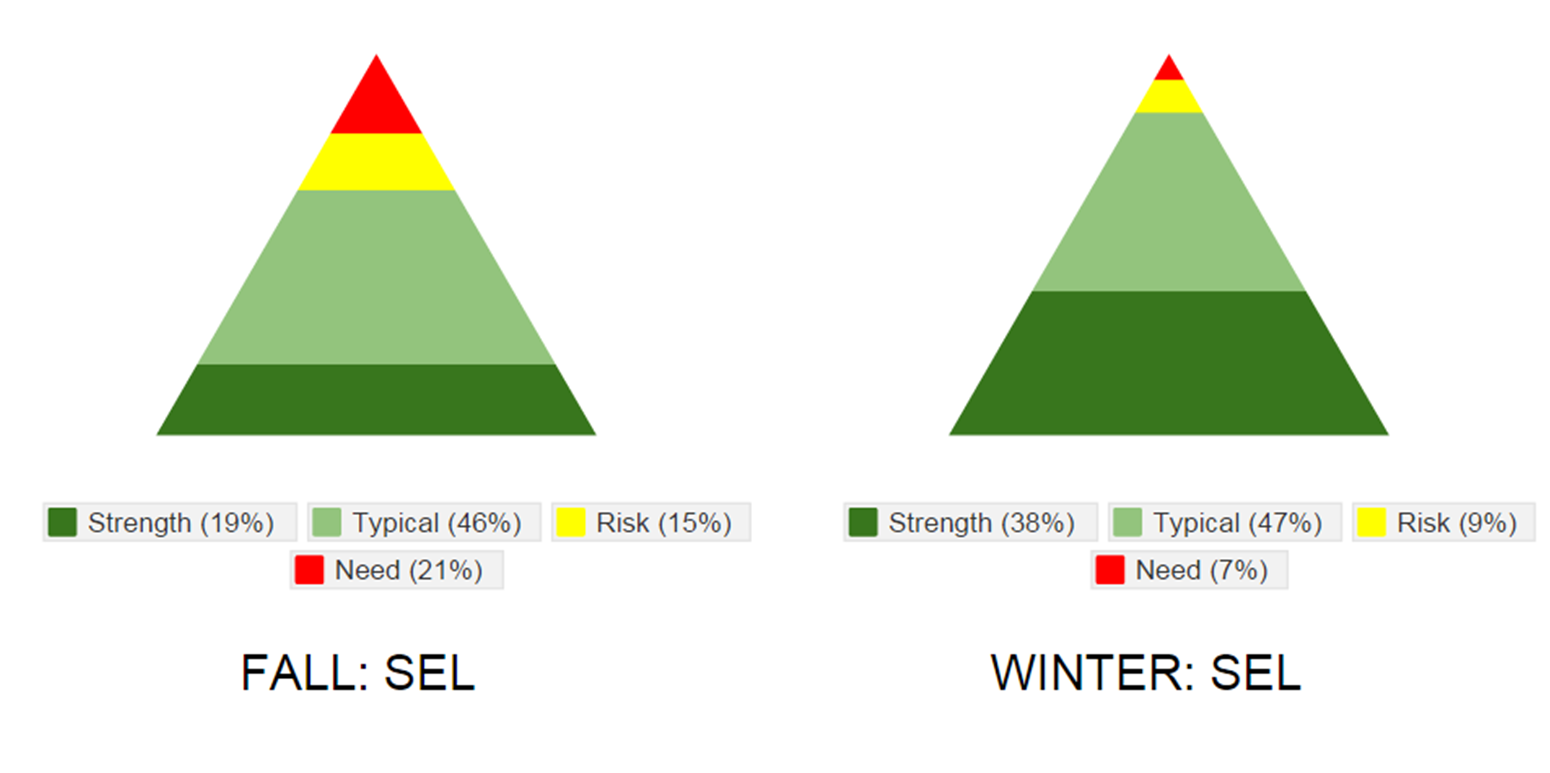 Strength (19%) Typical (46%) Risk (15%)
Need (21%)
FALL: SEL
Strength (38%) Typical (47%) Risk (9%)
Need (7%)
WINTER: SEL